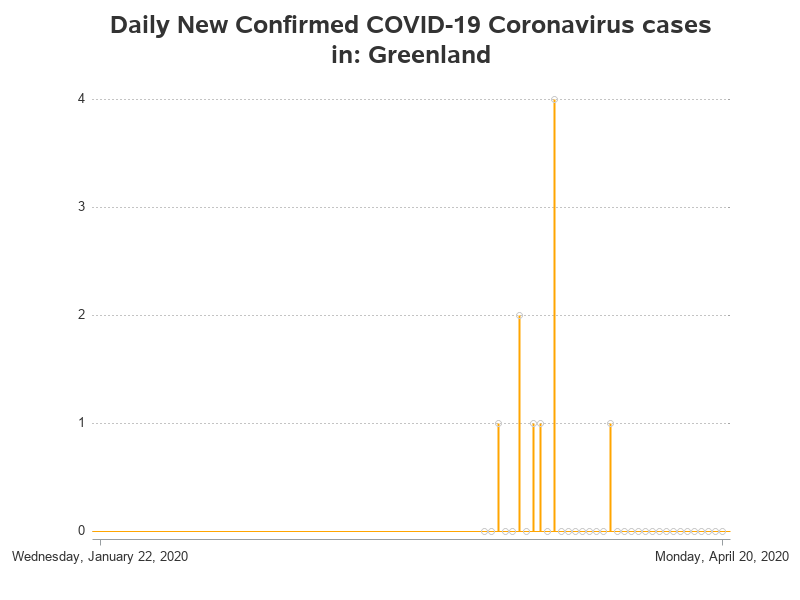 Daily New Confirmed COVID-19 Coronavirus cases
in: Greenland
4
3
2
1
0
Wednesday, January 22, 2020 Monday, April 20, 2020